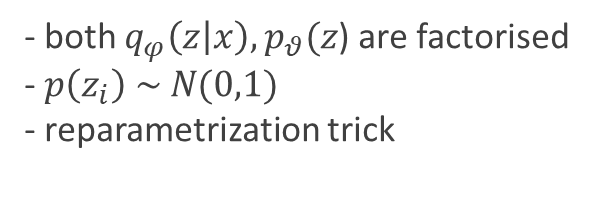 - both qφ(z|x), pϑ(z) are factorised
- p(zᵢ) ~ N(0,1)
- reparametrization trick